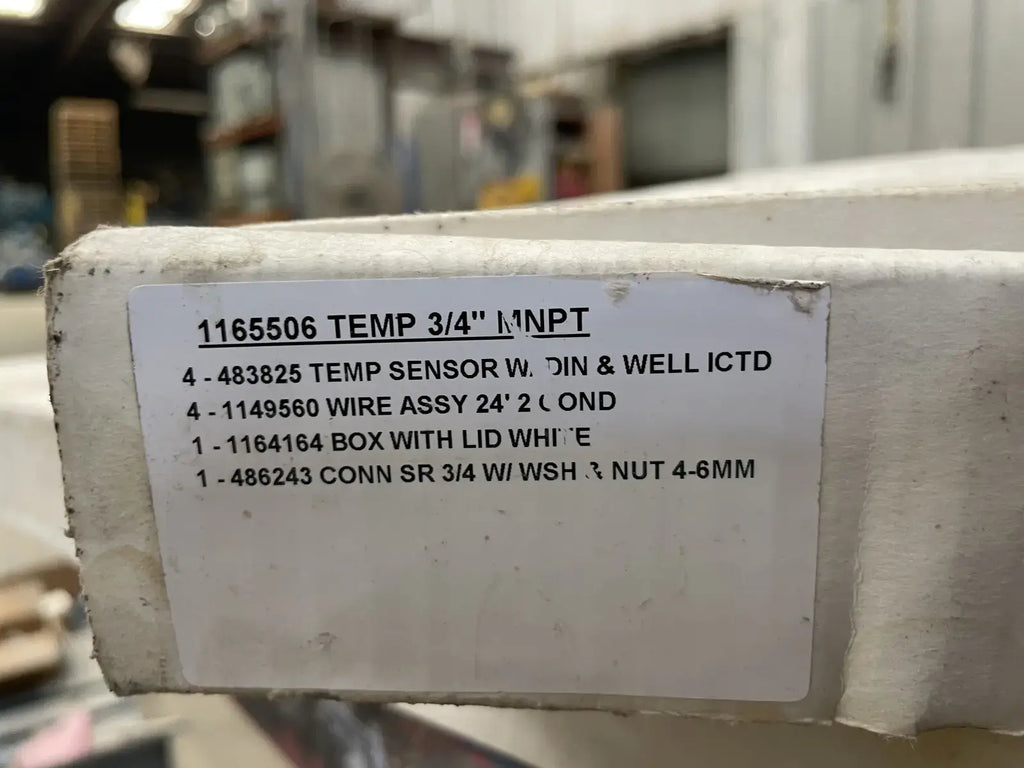 1165506 TEMP 3/4" MNPT
4 - 483825 TEMP SENSOR W/ DIN & WELL ICTD
4 - 1149560 WIRE ASSY 24' 2 COND
1 - 1164164 BOX WITH LID WHITE
1 - 486243 CONN SR 3/4 W/ WSH & NUT 4-6MM